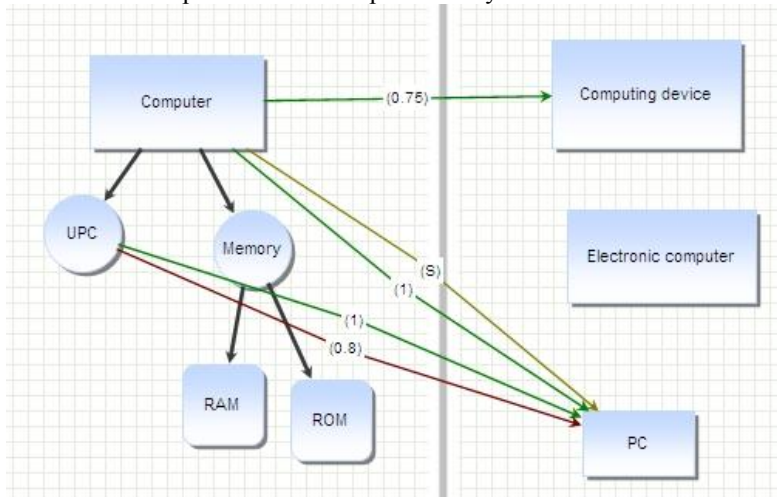 Computer
(0.75)
Computing device
UPC
Memory
Electronic computer
(S)
(1)
(1)
(0.8)
RAM
ROM
PC